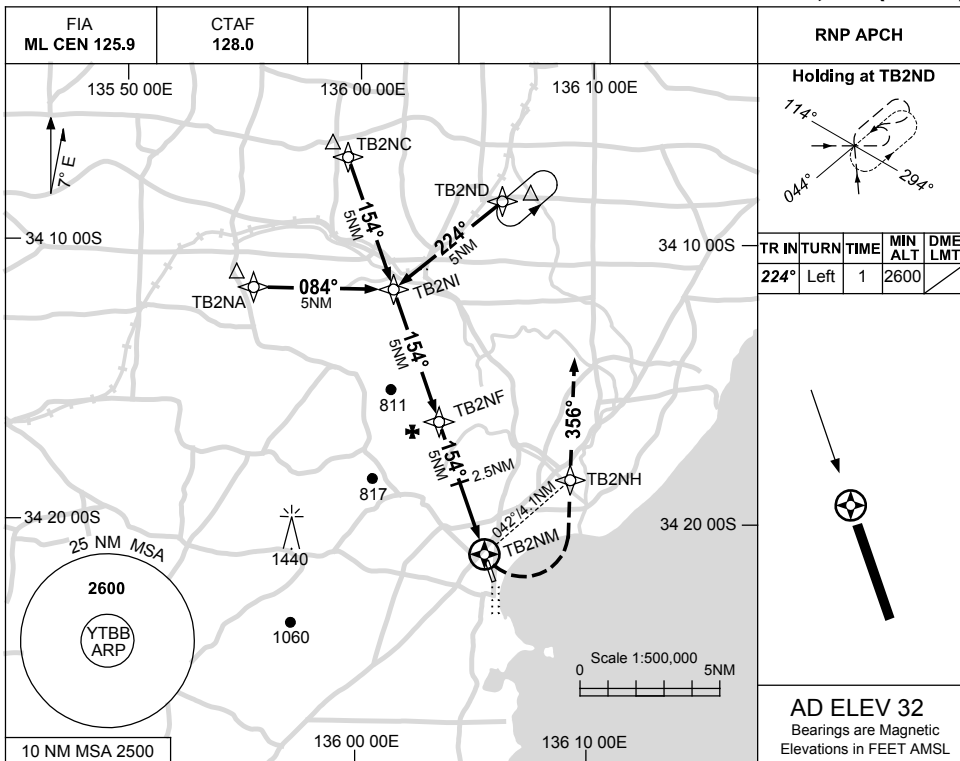 FIA
ML CEN 125.9
CTAF
128.0
RNP APCH
135 50 00E
136 00 00E
136 10 00E
7° E
TB2NC
154°
5NM
TB2ND
224°
5NM
34 10 00S
34 10 00S
TB2NA
084°
5NM
TB2NI
154°
5NM
811
TB2NF
154°
5NM
2.5NM
356°
TB2NH
817
042°/4.1NM
34 20 00S
34 20 00S
TB2NM
1440
25 NM MSA
2600
YTBB
ARP
1060
Scale 1:500,000
0 5NM
136 00 00E
136 10 00E
10 NM MSA 2500
Holding at TB2ND
114°
044°
294°
TR IN TURN TIME MIN ALT DME LMT
224° Left 1 2600
AD ELEV 32
Bearings are Magnetic
Elevations in FEET AMSL